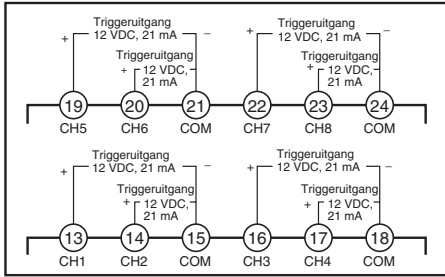 Triggeruitgang
+ 12 VDC, 21 mA –
Triggeruitgang
+ 12 VDC,
21 mA
Triggeruitgang
+ 12 VDC, 21 mA –
Triggeruitgang
+ 12 VDC,
21 mA
19 20 21 22 23 24
CH5 CH6 COM CH7 CH8 COM
Triggeruitgang
+ 12 VDC, 21 mA –
Triggeruitgang
+ 12 VDC,
21 mA
Triggeruitgang
+ 12 VDC, 21 mA –
Triggeruitgang
+ 12 VDC,
21 mA
13 14 15 16 17 18
CH1 CH2 COM CH3 CH4 COM